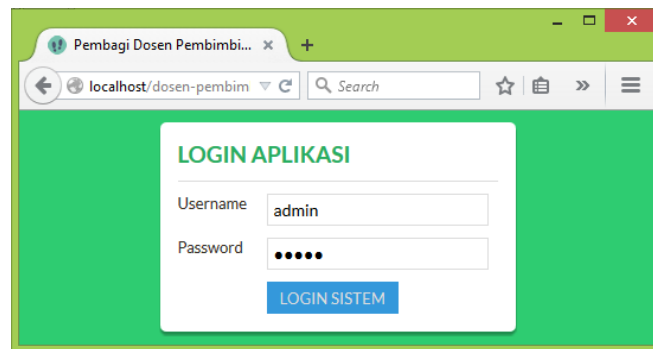 Pembagi Dosen Pembimbi...
localhost/dosen-pembim
Search
LOGIN APLIKASI
Username
admin
Password
LOGIN SISTEM